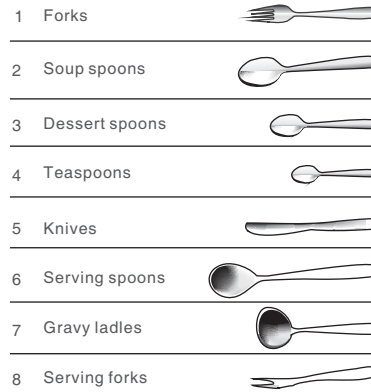 1 Forks
2 Soup spoons
3 Dessert spoons
4 Teaspoons
5 Knives
6 Serving spoons
7 Gravy ladles
8 Serving forks